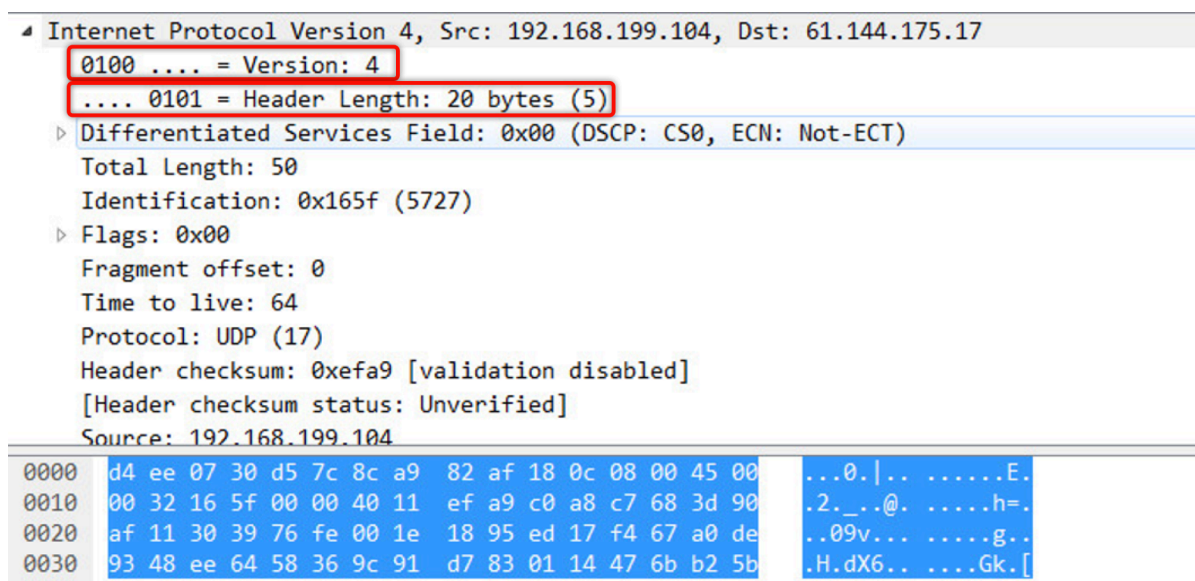 Internet Protocol Version 4, Src: 192.168.199.104, Dst: 61.144.175.17
0100 .... = Version: 4
.... 0101 = Header Length: 20 bytes (5)
Differentiated Services Field: 0x00 (DSCP: CS0, ECN: Not-ECT)
Total Length: 50
Identification: 0x165f (5727)
Flags: 0x00
Fragment offset: 0
Time to live: 64
Protocol: UDP (17)
Header checksum: 0xefa9 [validation disabled]
[Header checksum status: Unverified]
Source: 192.168.199.104
0000 d4 ee 07 30 d5 7c 8c a9 82 af 18 0c 08 00 45 00 ...0.|.. ......E.
0010 00 32 16 5f 00 00 40 11 ef a9 c0 a8 c7 68 3d 90 .2._..@. .....h=.
0020 af 11 30 39 76 fe 00 1e 18 95 ed 17 f4 67 a0 de ..09v... .....g..
0030 93 48 ee 64 58 36 9c 91 d7 83 01 14 47 6b b2 5b .H.dX6.. ....Gk.[